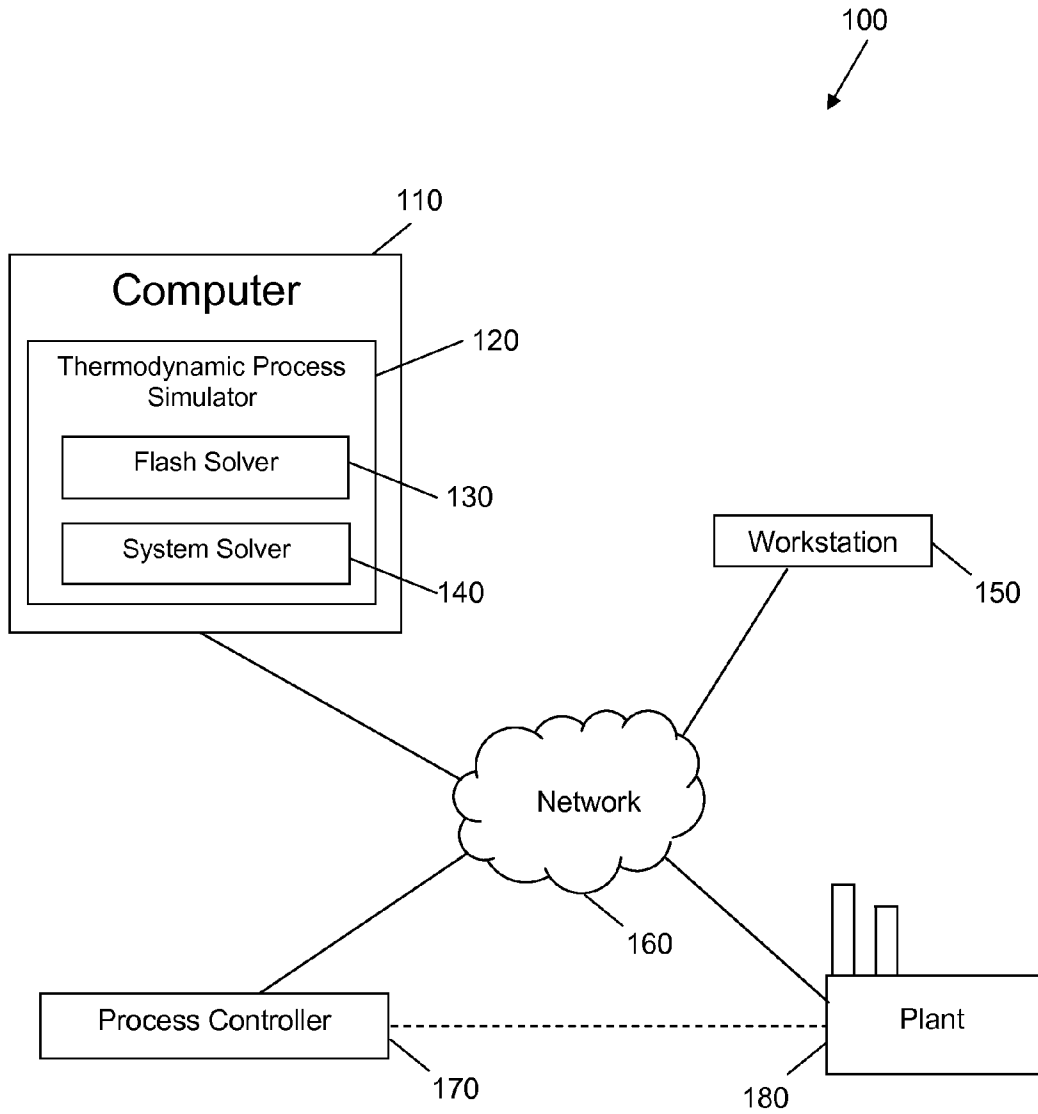 100
110
Computer
120
Thermodynamic Process
Simulator
Flash Solver
130
System Solver
140
Workstation
150
Network
160
Process Controller
170
Plant
180